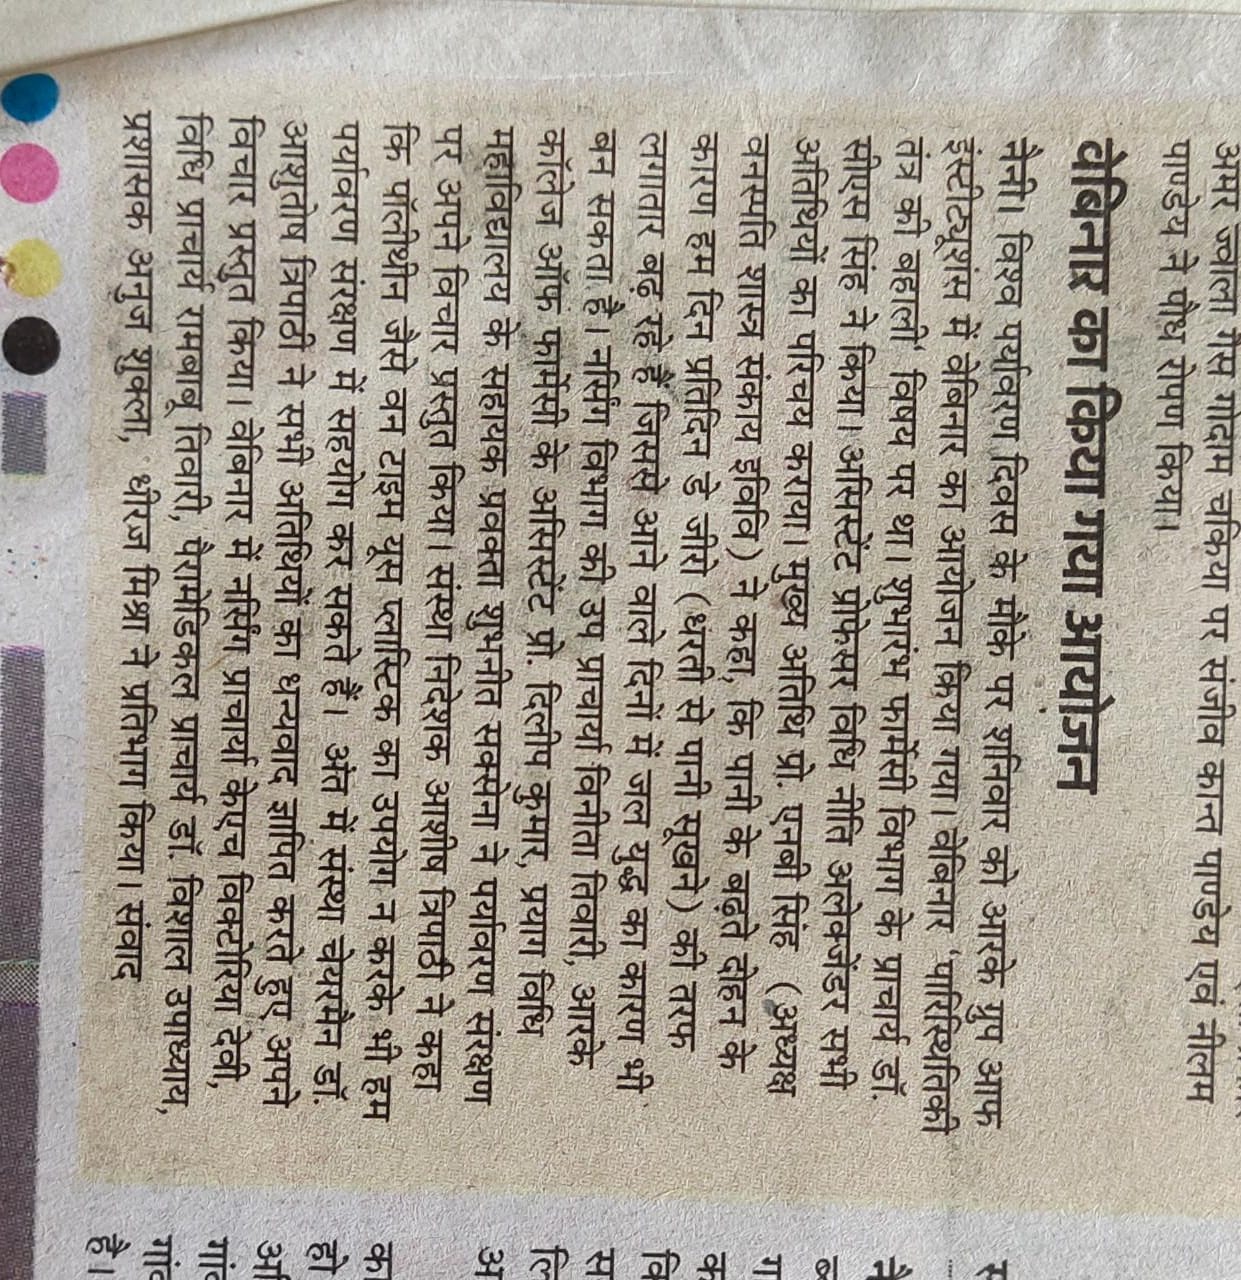 अमर ज्वाला गैस गोदाम चकिया पर संजीव कान्त पाण्डेय एवं नीलम
पाण्डेय ने पौध रोपण किया।
वेबिनार का किया गया आयोजन
नैनी। विश्व पर्यावरण दिवस के मौके पर शनिवार को आरके ग्रुप आफ
इंस्टीट्यूशंस में वेबिनार का आयोजन किया गया। वेबिनार 'पारिस्थितिकी
तंत्र की बहाली' विषय पर था। शुभारंभ फार्मेसी विभाग के प्राचार्य डॉ.
सीएम सिंह ने किया। असिस्टेंट प्रोफेसर विधि नीति अलेक्जेंडर सभी
अतिथियों का परिचय कराया। मुख्य अतिथि प्रो. एनबी सिंह (अध्यक्ष
वनस्पति शास्त्र संकाय इविवि) ने कहा, कि पानी के बढ़ते दोहन के
कारण हम दिन प्रतिदिन डे जीरो (धरती से पानी सूखने) की तरफ
लगातार बढ़ रहे हैं जिससे आने वाले दिनों में जल युद्ध का कारण भी
बन सकता है। नर्सिंग विभाग की उप प्राचार्या विनीता तिवारी, आरके
कॉलेज ऑफ फार्मेसी के असिस्टेंट प्रो. दिलीप कुमार, प्रयाग विधि
महाविद्यालय के सहायक प्रवक्ता शुभनीत सक्सेना ने पर्यावरण संरक्षण
पर अपने विचार प्रस्तुत किया। संस्था निदेशक आशीष त्रिपाठी ने कहा
कि पॉलीथीन जैसे वन टाइम यूस प्लास्टिक का उपयोग न करके भी हम
पर्यावरण संरक्षण में सहयोग कर सकते हैं। अंत में संस्था चेयरमैन डॉ.
आशुतोष त्रिपाठी ने सभी अतिथियों का धन्यवाद ज्ञापित करते हुए अपने
विचार प्रस्तुत किया। वेबिनार में नर्सिंग प्राचार्या केएच विक्टोरिया देवी,
विधि प्राचार्य रामबाबू तिवारी, पैरामेडिकल प्राचार्य डॉ. विशाल उपाध्याय,
प्रशासक अनुज शुक्ला, धीरज मिश्रा ने प्रतिभाग किया। संवाद